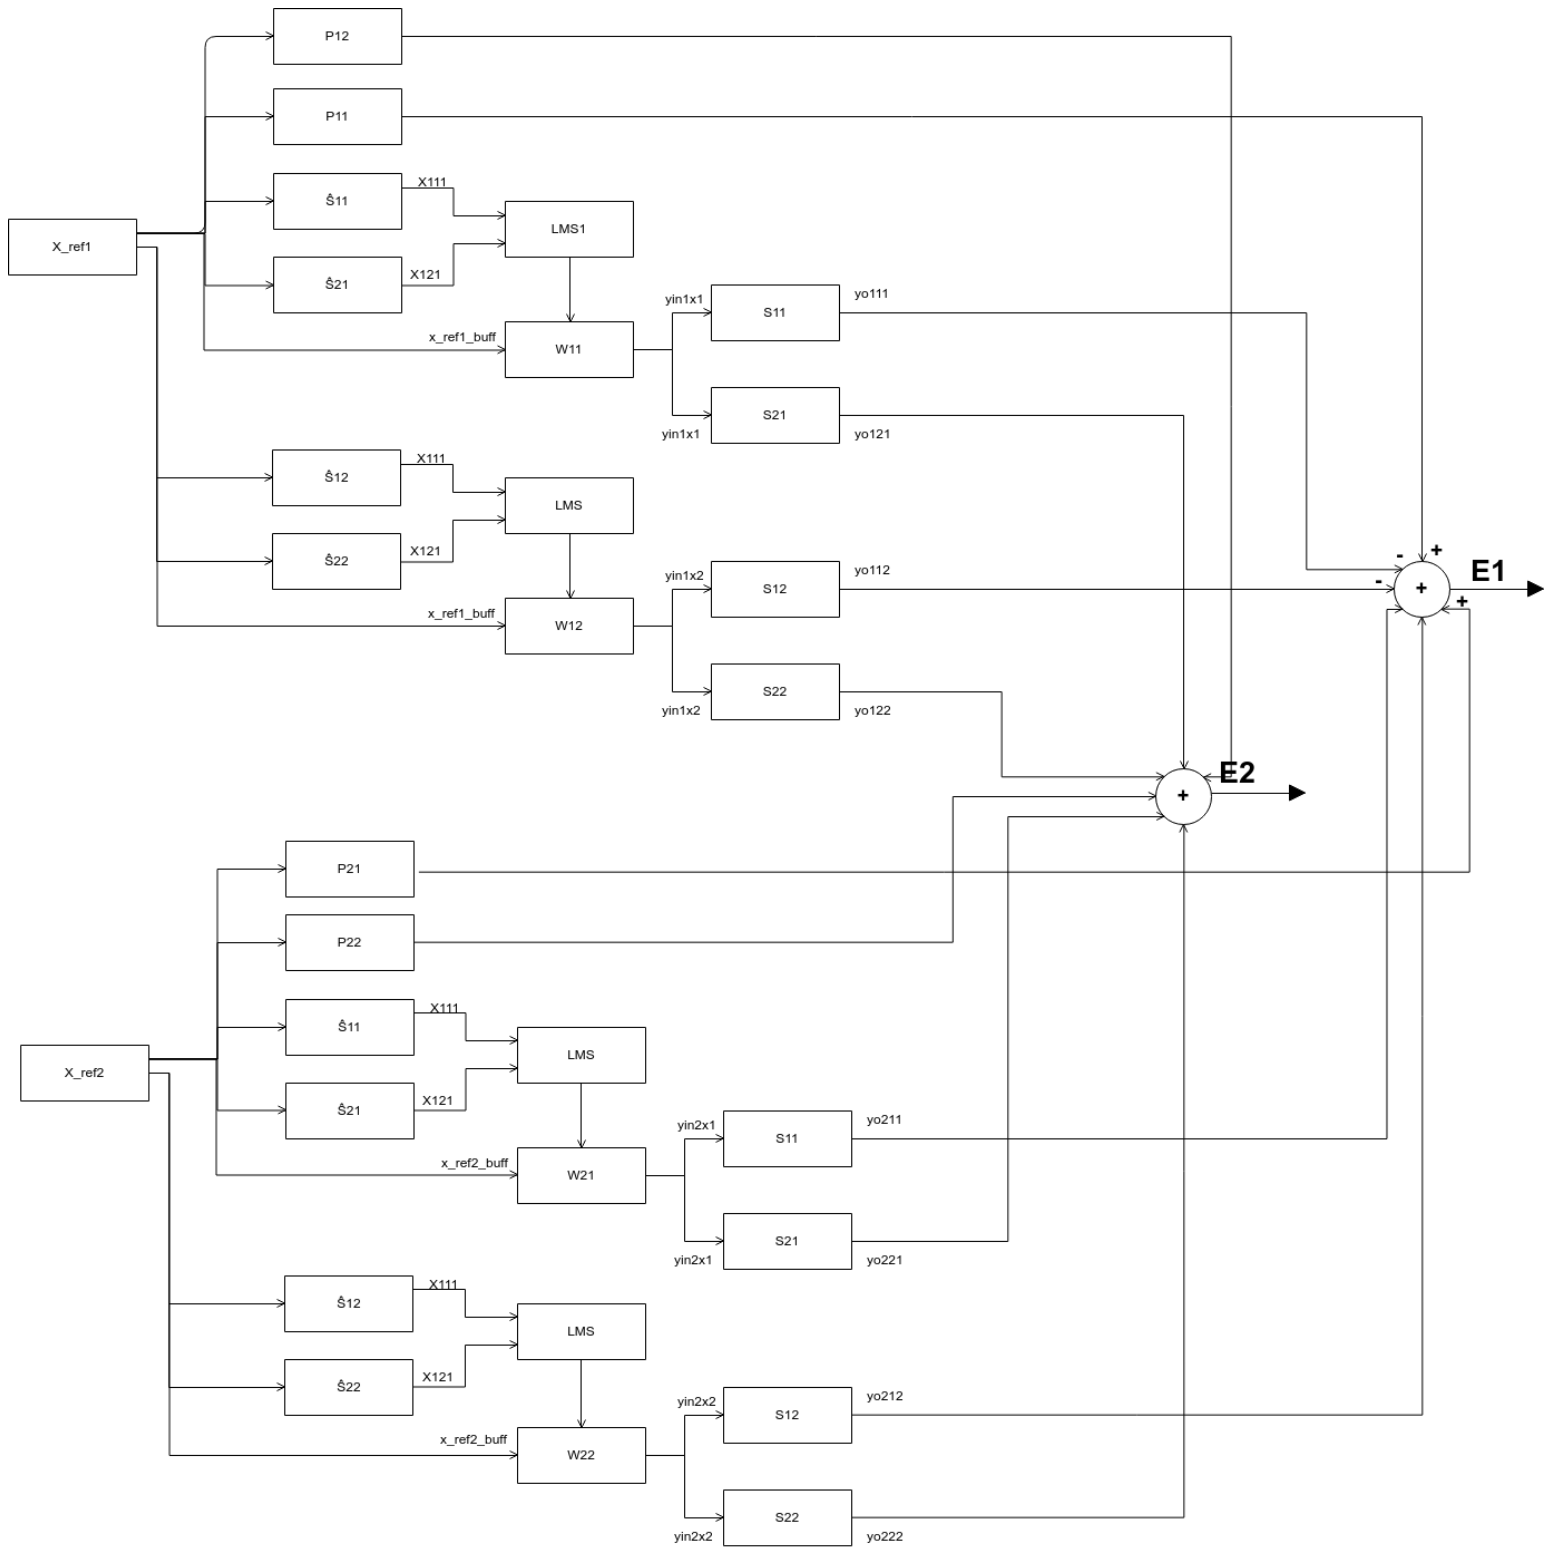 P12
P11
Ŝ11
X111
LMS1
X_ref1
Ŝ21
X121
yin1x1
S11
yo111
x_ref1_buff
W11
S21
yin1x1
yo121
Ŝ12
X111
LMS
Ŝ22
X121
yin1x2
S12
yo112
-
+
-
+
E1
+
x_ref1_buff
W12
S22
yin1x2
yo122
E2
+
P21
P22
Ŝ11
X111
LMS
X_ref2
Ŝ21
X121
yin2x1
S11
yo211
x_ref2_buff
W21
S21
yin2x1
yo221
Ŝ12
X111
LMS
Ŝ22
X121
yin2x2
S12
yo212
x_ref2_buff
W22
S22
yin2x2
yo222